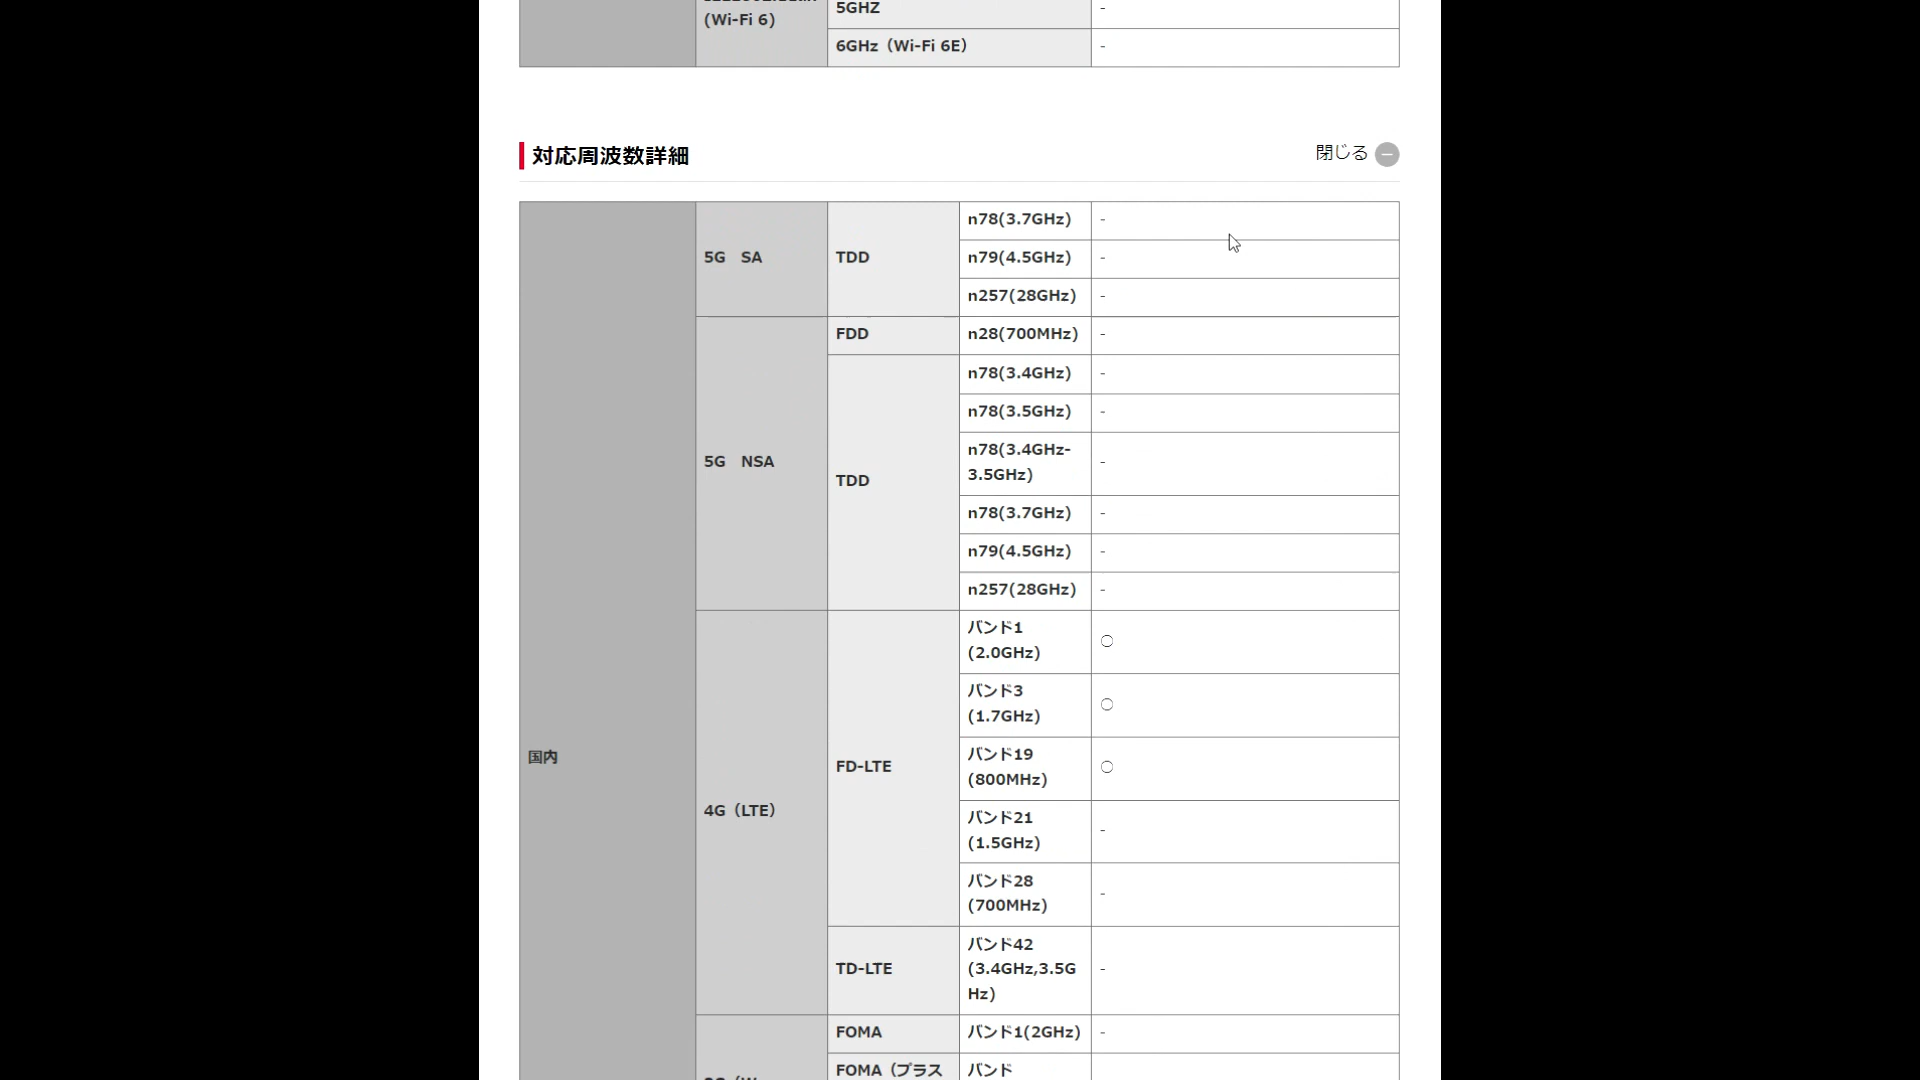 (Wi-Fi 6)
5GHZ
-
6GHz（Wi-Fi 6E）
-
対応周波数詳細
閉じる
国内
5G　SA
TDD
n78(3.7GHz)
-
n79(4.5GHz)
-
n257(28GHz)
-
5G　NSA
FDD
n28(700MHz)
-
TDD
n78(3.4GHz)
-
n78(3.5GHz)
-
n78(3.4GHz-
3.5GHz)
-
n78(3.7GHz)
-
n79(4.5GHz)
-
n257(28GHz)
-
4G（LTE）
FD-LTE
バンド1
(2.0GHz)
○
バンド3
(1.7GHz)
○
バンド19
(800MHz)
○
バンド21
(1.5GHz)
-
バンド28
(700MHz)
-
TD-LTE
バンド42
(3.4GHz,3.5G
Hz)
-
FOMA
バンド1(2GHz)
-
FOMA（プラス
バンド